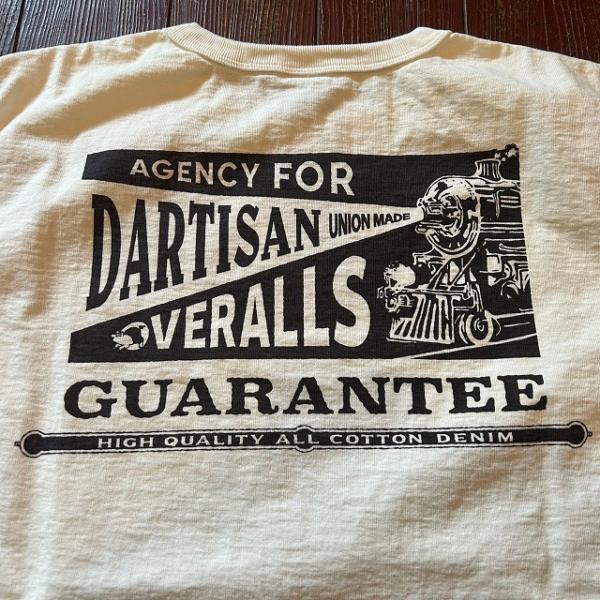 AGENCY FOR
DARTISAN UNION MADE
OVERALLS
GUARANTEE
HIGH QUALITY ALL COTTON DENIM